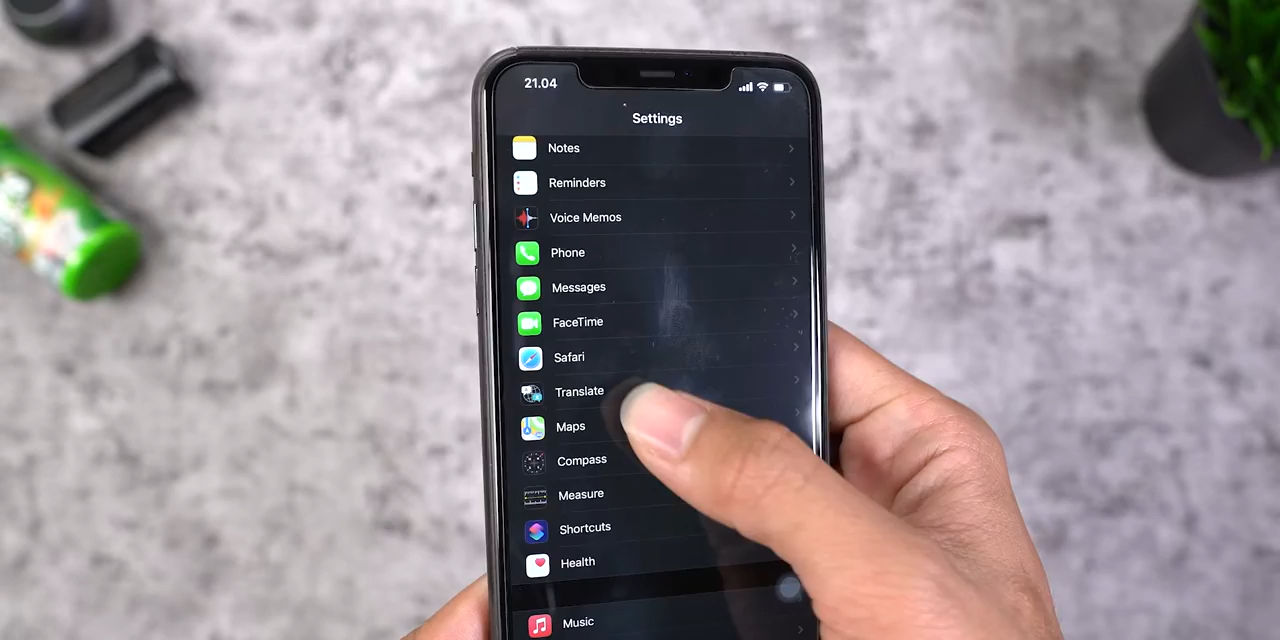 21.04
Settings
Notes
Reminders
Voice Memos
Phone
Messages
FaceTime
Safari
Translate
Maps
Compass
Measure
Shortcuts
Health
Music